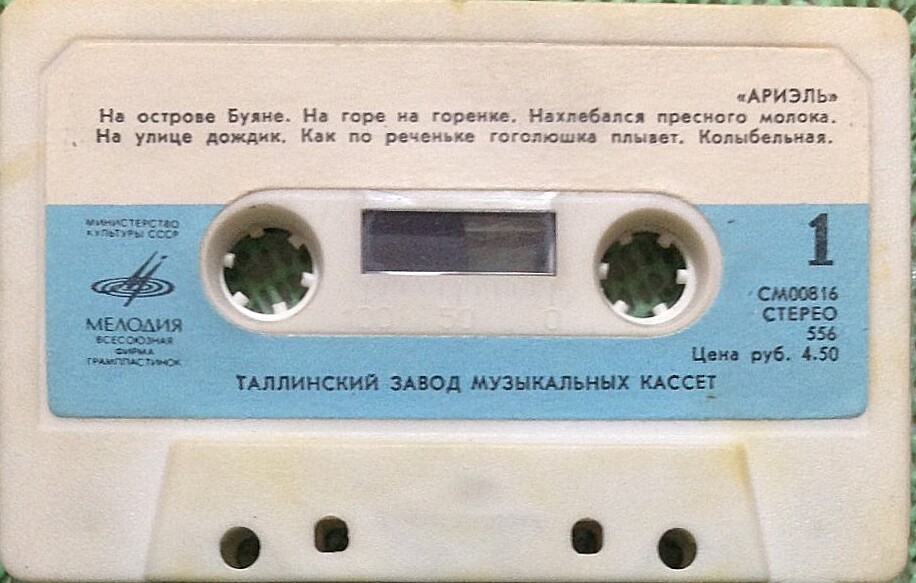 «АРИЭЛЬ»
На острове Буяне. На горе на горенке. Нахлебался пресного молока.
На улице дождик. Как по реченьке гоголюшка плывет. Колыбельная.
МИНИСТЕРСТВО
КУЛЬТУРЫ СССР
1
СМ00816
СТЕРЕО
556
Цена руб. 4.50
МЕЛОДИЯ
ВСЕСОЮЗНАЯ
ФИРМА
ГРАМПЛАСТИНОК
ТАЛЛИНСКИЙ ЗАВОД МУЗЫКАЛЬНЫХ КАССЕТ